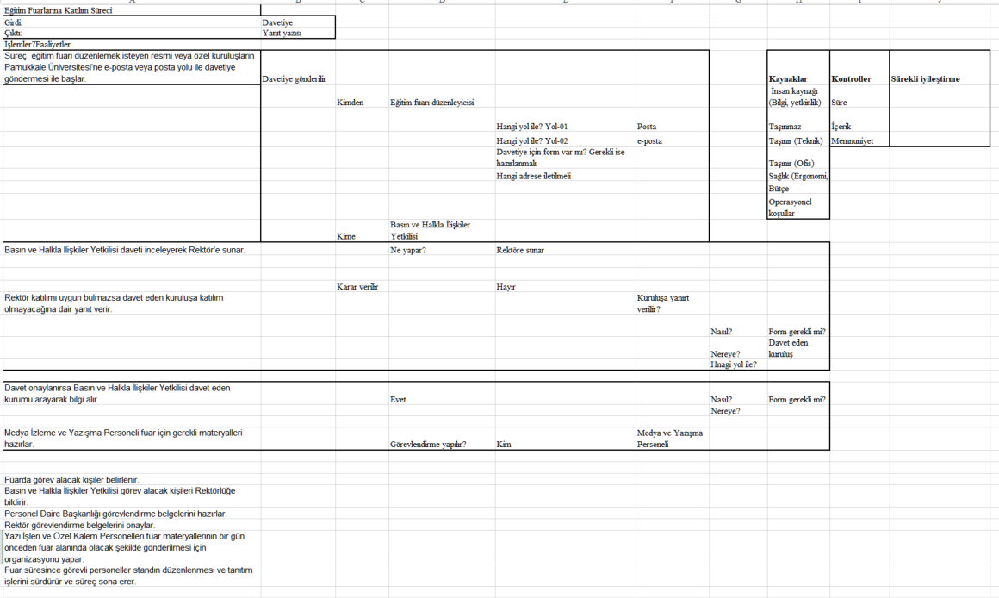 A B C D E F G H I J
Eğitim Fuarlarına Katılım Süreci
Girdi: Davetiye
Çıktı: Yanıt yazısı
İşlemler7Faaliyetler
Süreç, eğitim fuarı düzenlemek isteyen resmi veya özel kuruluşların
Pamukkale Üniversitesi'ne e-posta veya posta yolu ile davetiye
göndermesi ile başlar. Davetiye gönderilir Kaynaklar Kontroller Sürekli iyileştirme
İnsan kaynağı
Kimden Eğitim fuarı düzenleyicisi (Bilgi, yetkinlik) Süre
Hangi yol ile? Yol-01 Posta Taşınmaz İçerik
Hangi yol ile? Yol-02 e-posta Taşınır (Teknik) Memnuniyet
Davetiye için form var mı? Gerekli ise
hazırlanmalı Taşınır (Ofis)
Hangi adrese iletilmeli Sağlık (Ergonomi,
Bütçe
Operasyonel
koşullar
Basın ve Halkla İlişkiler
Kime Yetkilisi
Basın ve Halkla İlişkiler Yetkilisi daveti inceleyerek Rektör'e sunar. Ne yapar? Rektöre sunar
Karar verilir Hayır
Rektör katılımı uygun bulmazsa davet eden kuruluşa katılım Kuruluşa yanırt
olmayacağına dair yanıt verir. verilir?
Nasıl? Form gerekli mi?
Davet eden
Nereye? kuruluş
Hnagi yol ile?
Davet onaylanırsa Basın ve Halkla İlişkiler Yetkilisi davet eden
kurumu arayarak bilgi alır. Evet Nasıl? Form gerekli mi?
Nereye?
Medya İzleme ve Yazışma Personeli fuar için gerekli materyalleri Medya ve Yazışma
hazırlar. Görevlendirme yapılır? Kim Personeli
Fuarda görev alacak kişiler belirlenir.
Basın ve Halkla İlişkiler Yetkilisi görev alacak kişileri Rektörlüğe
bildirir.
Personel Daire Başkanlığı görevlendirme belgelerini hazırlar.
Rektör görevlendirme belgelerini onaylar.
Yazı İşleri ve Özel Kalem Personelleri fuar materyallerinin bir gün
önceden fuar alanında olacak şekilde gönderilmesi için
organizasyonu yapar.
Fuar süresince görevli personeller standın düzenlenmesi ve tanıtım
işlerini sürdürür ve süreç sona erer.